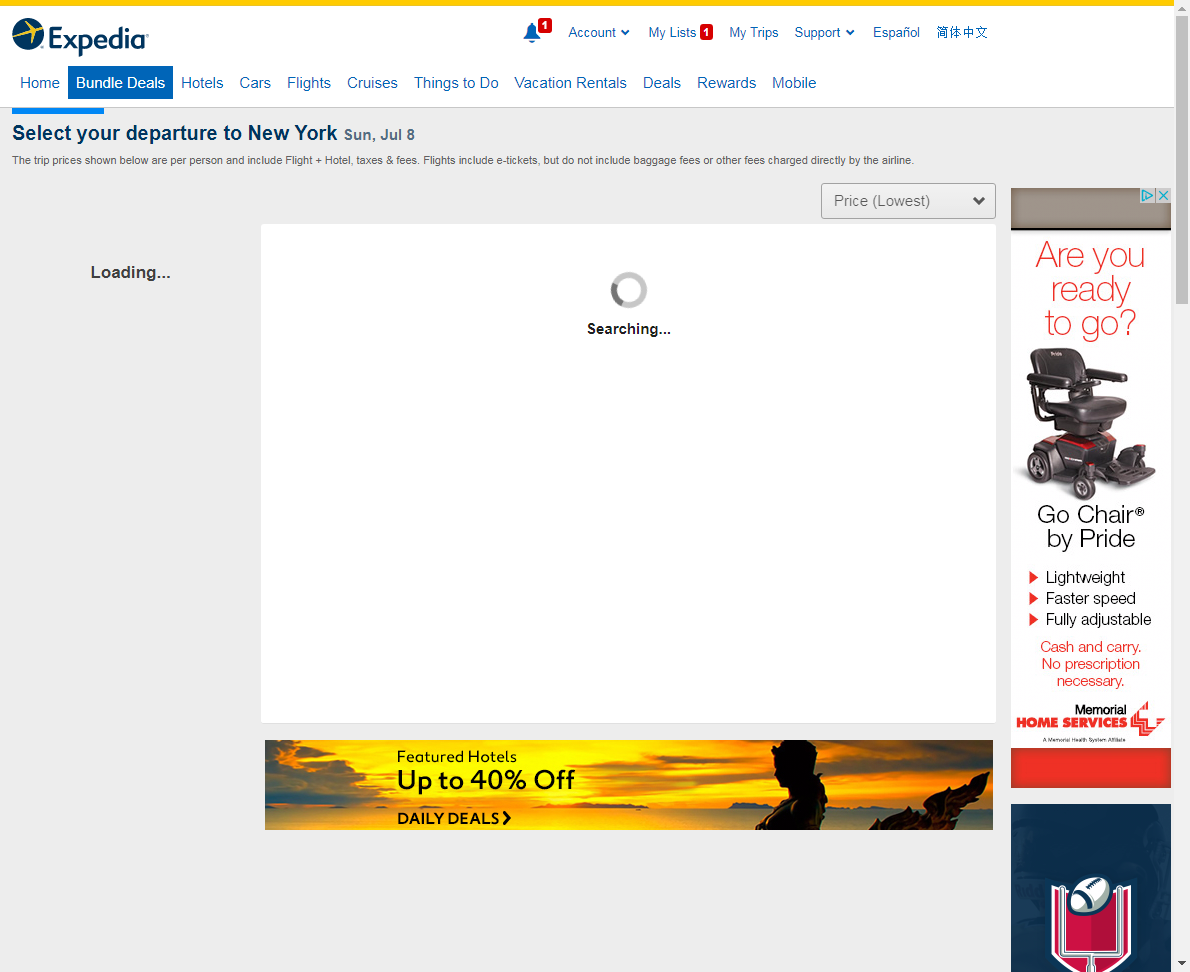 Expedia
1
Account
My Lists 1
My Trips
Support
Español
简体中文
Home
Bundle Deals
Hotels
Cars
Flights
Cruises
Things to Do
Vacation Rentals
Deals
Rewards
Mobile
Select your departure to New York Sun, Jul 8
The trip prices shown below are per person and include Flight + Hotel, taxes & fees. Flights include e-tickets, but do not include baggage fees or other fees charged directly by the airline.
Price (Lowest)
Loading...
Searching...
Featured Hotels
Up to 40% Off
DAILY DEALS
Are you
ready
to go?
Pride
Go Chair®
by Pride
Lightweight
Faster speed
Fully adjustable
Cash and carry.
No prescription
necessary.
Memorial
HOME SERVICES
A Memorial Health System Affiliate